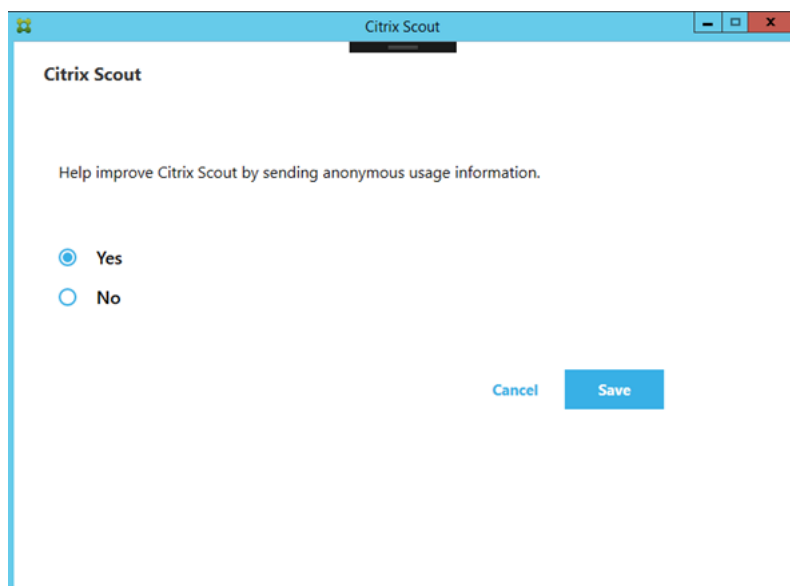 Citrix Scout
Citrix Scout
Help improve Citrix Scout by sending anonymous usage information.
Yes
No
Cancel Save